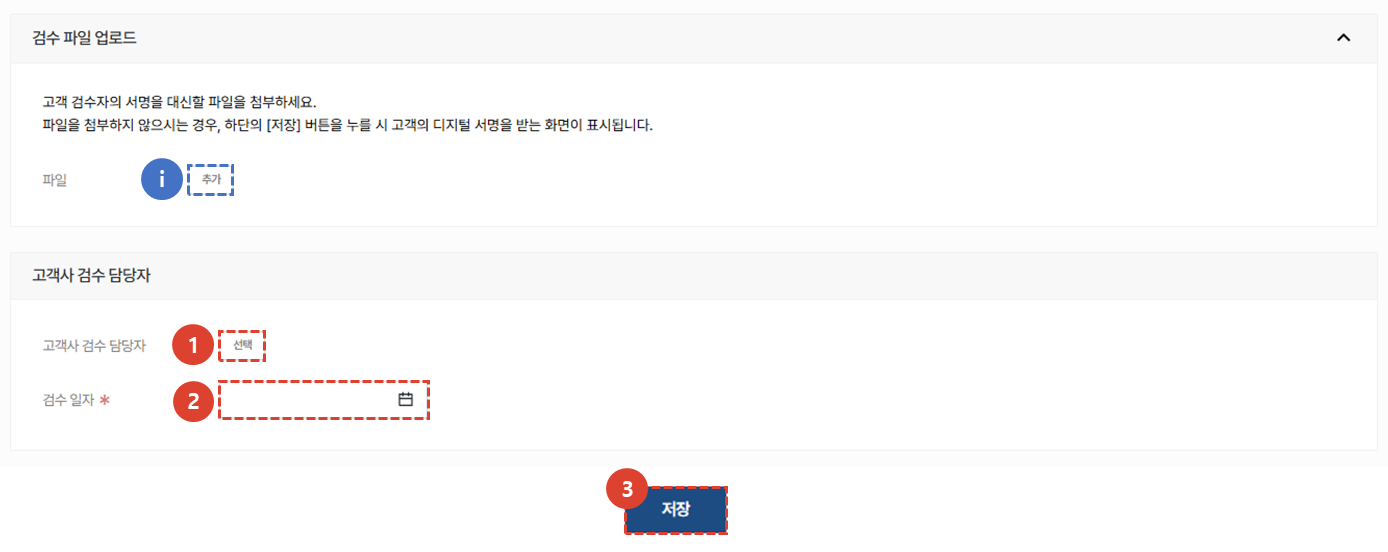 검수 파일 업로드
고객 검수자의 서명을 대신할 파일을 첨부하세요.
파일을 첨부하지 않으시는 경우, 하단의 [저장] 버튼을 누를 시 고객의 디지털 서명을 받는 화면이 표시됩니다.
파일 i 추가
고객사 검수 담당자
고객사 검수 담당자 1 선택
검수 일자 * 2
3 저장